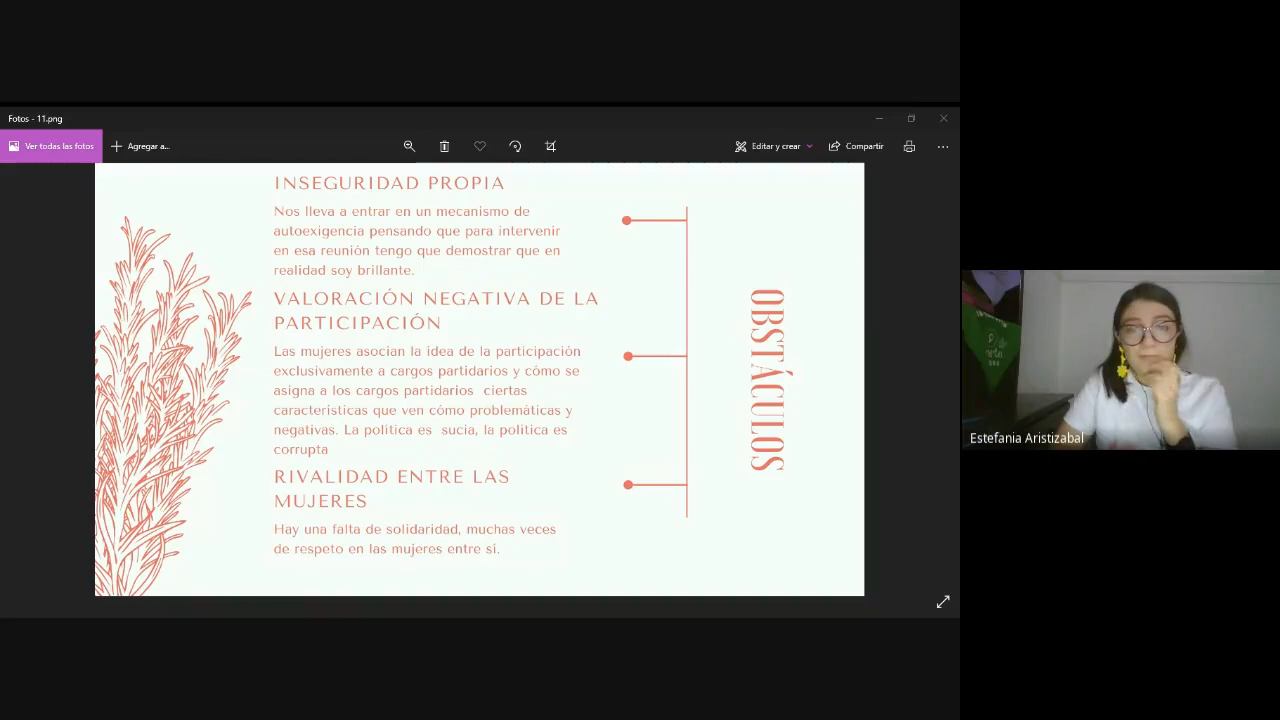 Fotos - 11.png
Ver todas las fotos
Agregar a...
Editar y crear
Compartir
INSEGURIDAD PROPIA
Nos lleva a entrar en un mecanismo de
autoexigencia pensando que para intervenir
en esa reunión tengo que demostrar que en
realidad soy brillante.
VALORACIÓN NEGATIVA DE LA
PARTICIPACIÓN
Las mujeres asocian la idea de la participación
exclusivamente a cargos partidarios y cómo se
asigna a los cargos partidarios ciertas
características que ven cómo problemáticas y
negativas. La política es sucia, la política es
corrupta
RIVALIDAD ENTRE LAS
MUJERES
Hay una falta de solidaridad, muchas veces
de respeto en las mujeres entre sí.
OBSTÁCULOS
Estefania Aristizabal